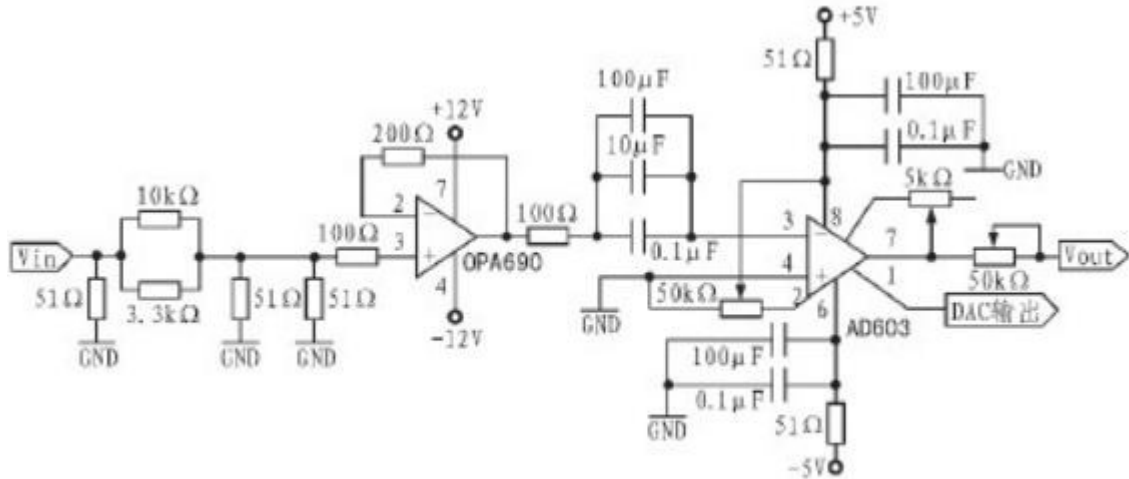 +5V
51Ω
100μF
100μF
0.1μF
GND
+12V
200Ω
10μF
5kΩ
10kΩ
7
2
3
8
100Ω
100Ω
3
0.1μF
7
Vin
OPA690
4
50kΩ
2
1
50kΩ
Vout
51Ω
3.3kΩ
51Ω
51Ω
4
GND
6
DAC输出
AD603
GND
GND
GND
-12V
100μF
0.1μF
GND
51Ω
-5V